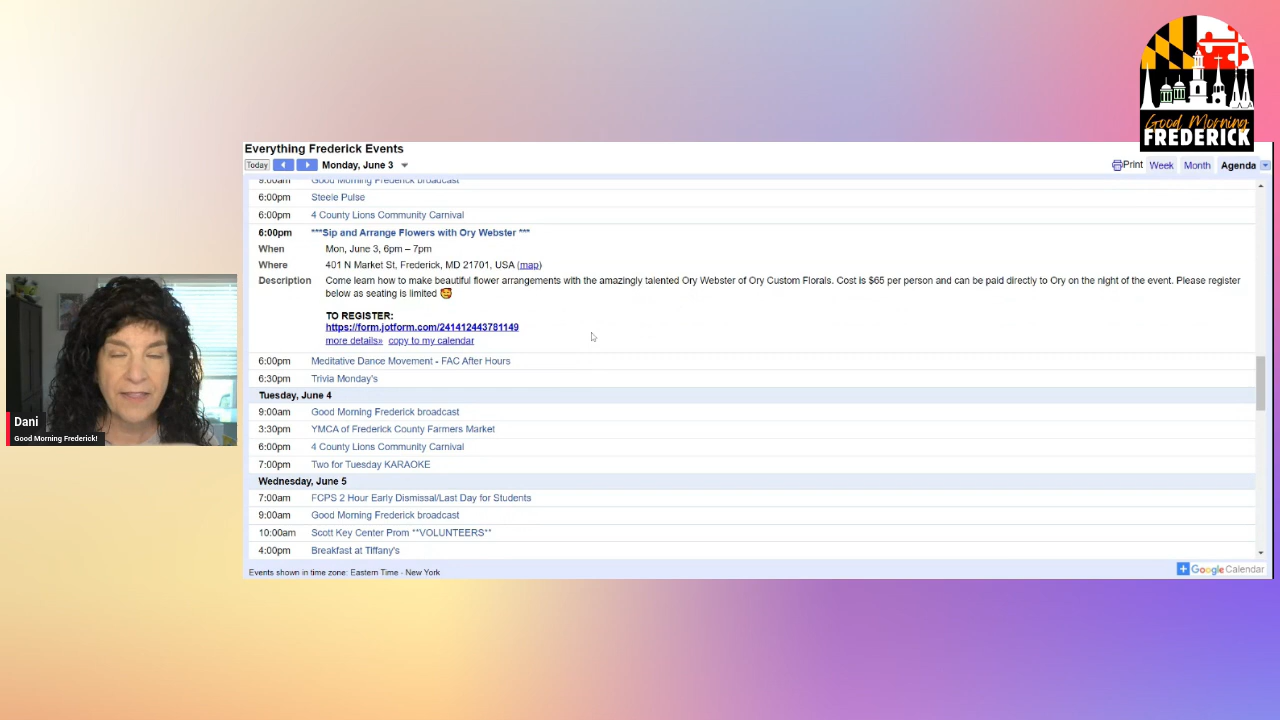 Good Morning
FREDERICK
Everything Frederick Events
Today Monday, June 3 Print Week Month Agenda
9:00am Good Morning Frederick broadcast
6:00pm Steele Pulse
6:00pm 4 County Lions Community Carnival
6:00pm ***Sip and Arrange Flowers with Ory Webster ***
When Mon, June 3, 6pm – 7pm
Where 401 N Market St, Frederick, MD 21701, USA (map)
Description Come learn how to make beautiful flower arrangements with the amazingly talented Ory Webster of Ory Custom Florals. Cost is $65 per person and can be paid directly to Ory on the night of the event. Please register
below as seating is limited 🥰
TO REGISTER:
https://form.jotform.com/241412443781149
more details» copy to my calendar
6:00pm Meditative Dance Movement - FAC After Hours
6:30pm Trivia Monday's
Tuesday, June 4
9:00am Good Morning Frederick broadcast
3:30pm YMCA of Frederick County Farmers Market
6:00pm 4 County Lions Community Carnival
7:00pm Two for Tuesday KARAOKE
Wednesday, June 5
7:00am FCPS 2 Hour Early Dismissal/Last Day for Students
9:00am Good Morning Frederick broadcast
10:00am Scott Key Center Prom **VOLUNTEERS**
4:00pm Breakfast at Tiffany's
Events shown in time zone: Eastern Time - New York
+ Google Calendar
Dani
Good Morning Frederick!